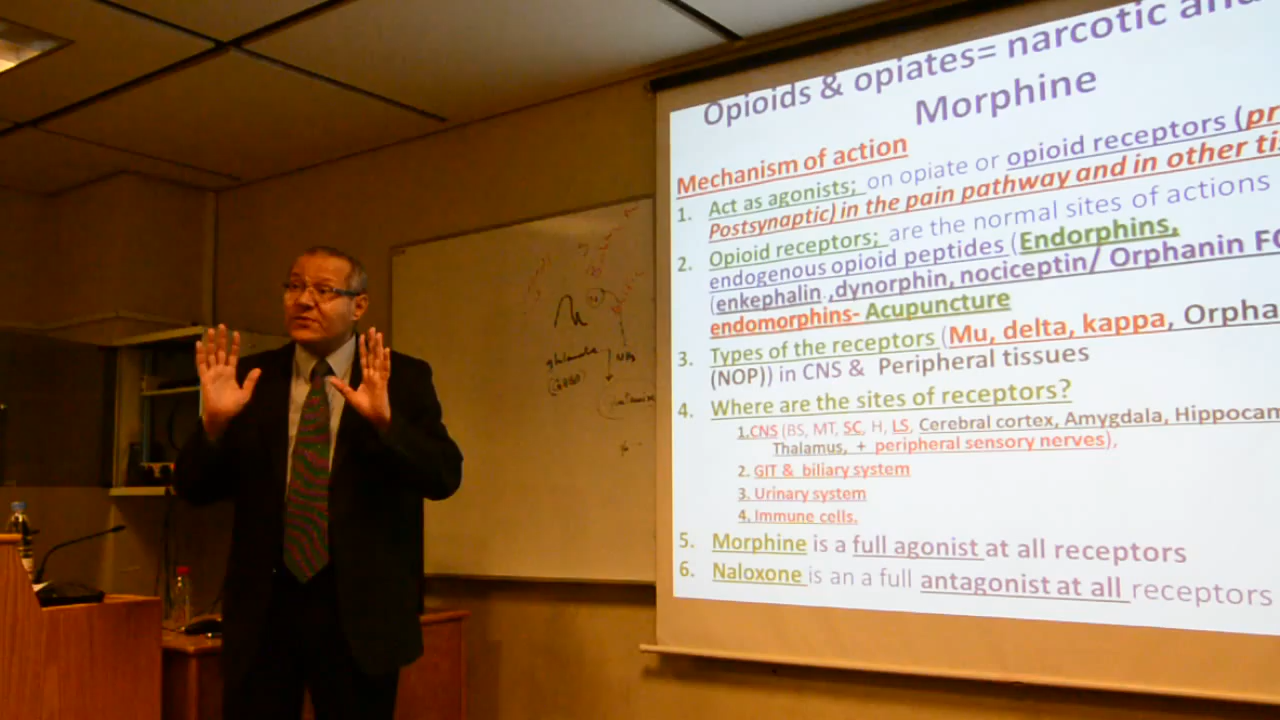 Opioids & opiates= narcotic an
Morphine
Mechanism of action
1. Act as agonists; on opiate or opioid receptors (pr
Postsynaptic) in the pain pathway and in other ti
2. Opioid receptors; are the normal sites of actions
endogenous opioid peptides (Endorphins,
(enkephalin ,dynorphin, nociceptin/ Orphanin F
endomorphins- Acupuncture
3. Types of the receptors (Mu, delta, kappa, Orpha
(NOP)) in CNS & Peripheral tissues
4. Where are the sites of receptors?
1.CNS (BS, MT, SC, H, LS, Cerebral cortex, Amygdala, Hippocam
Thalamus, + peripheral sensory nerves),
2. GIT & biliary system
3. Urinary system
4, Immune cells.
5. Morphine is a full agonist at all receptors
6. Naloxone is an a full antagonist at all receptors